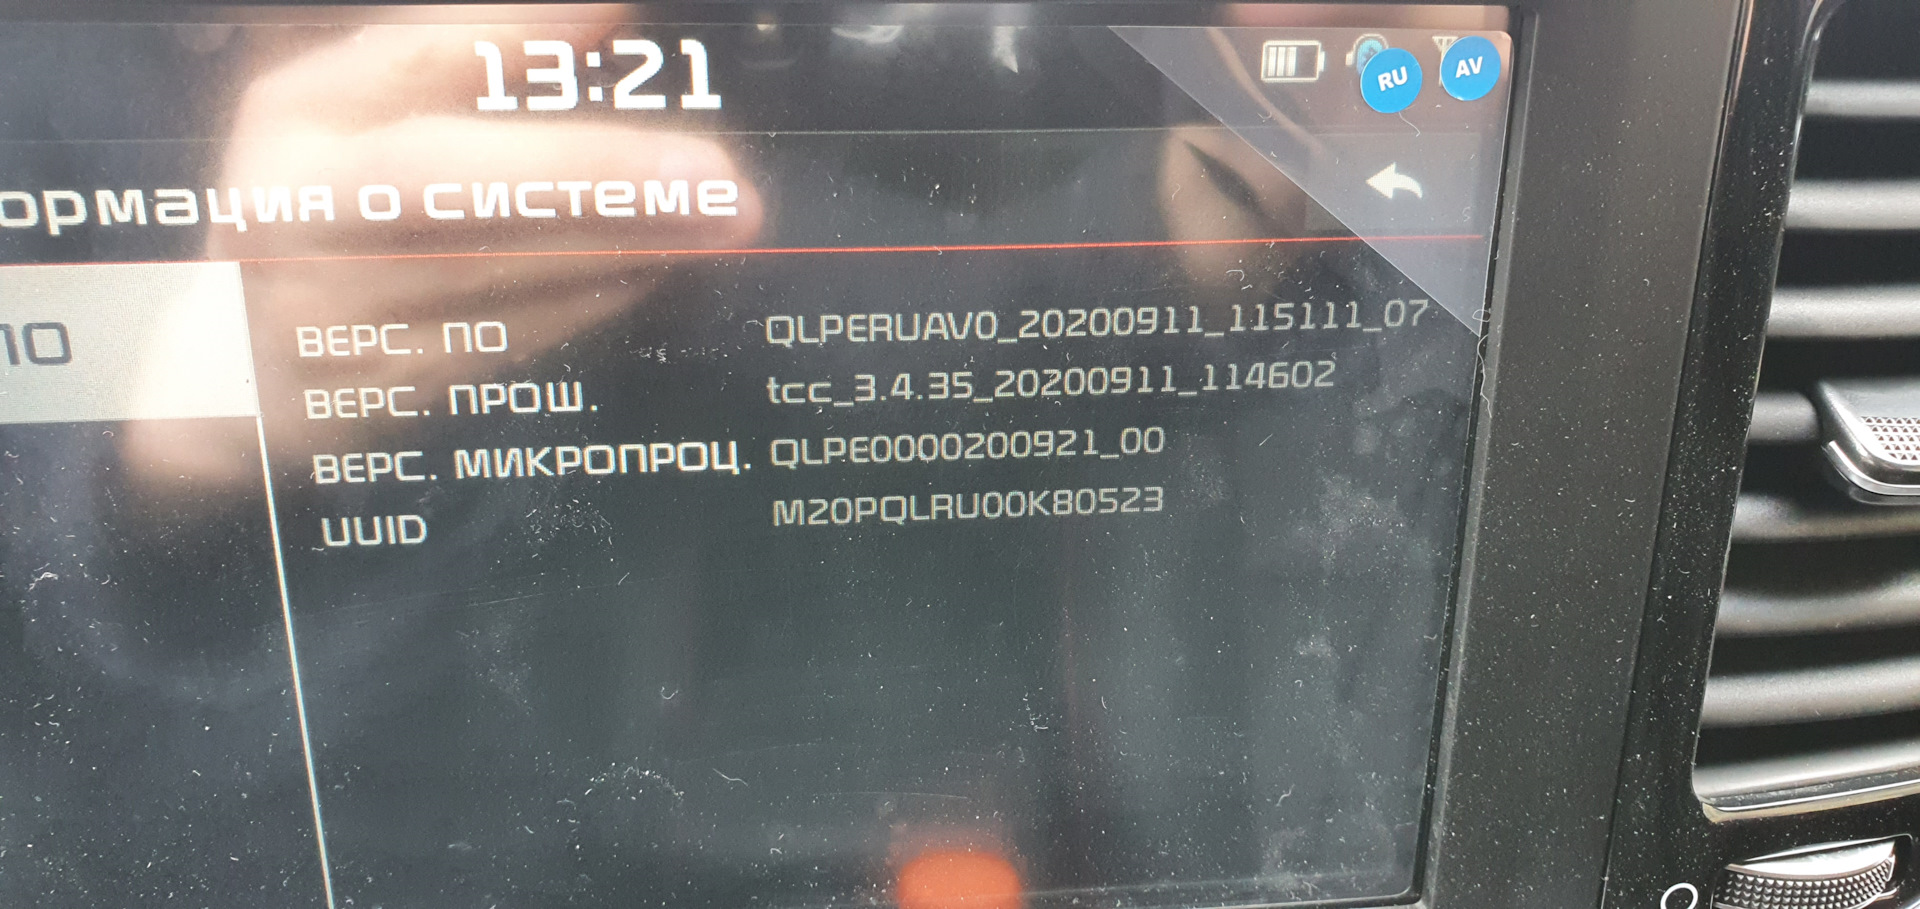 13:21
RU
AV
ормация о системе
ПО
ВЕРС. ПО QLPERUAV0_20200911_115111_07
ВЕРС. ПРОШ. tcc_3.4.35_20200911_114602
ВЕРС. МИКРОПРОЦ. QLPE0000200921_00
UUID M20PQLRU00K80523